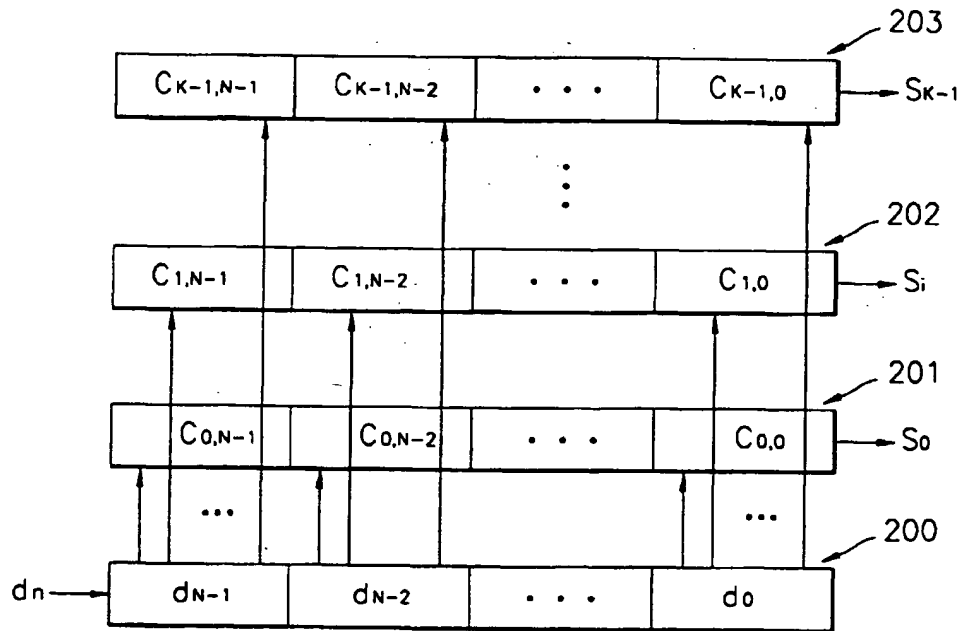 203
CK-1,N-1 CK-1,N-2 • • • CK-1,0 SK-1
⋮
202
C1,N-1 C1,N-2 • • • C1,0 Si
201
C0,N-1 C0,N-2 • • • C0,0 S0
••• •••
200
dn dN-1 dN-2 • • • d0